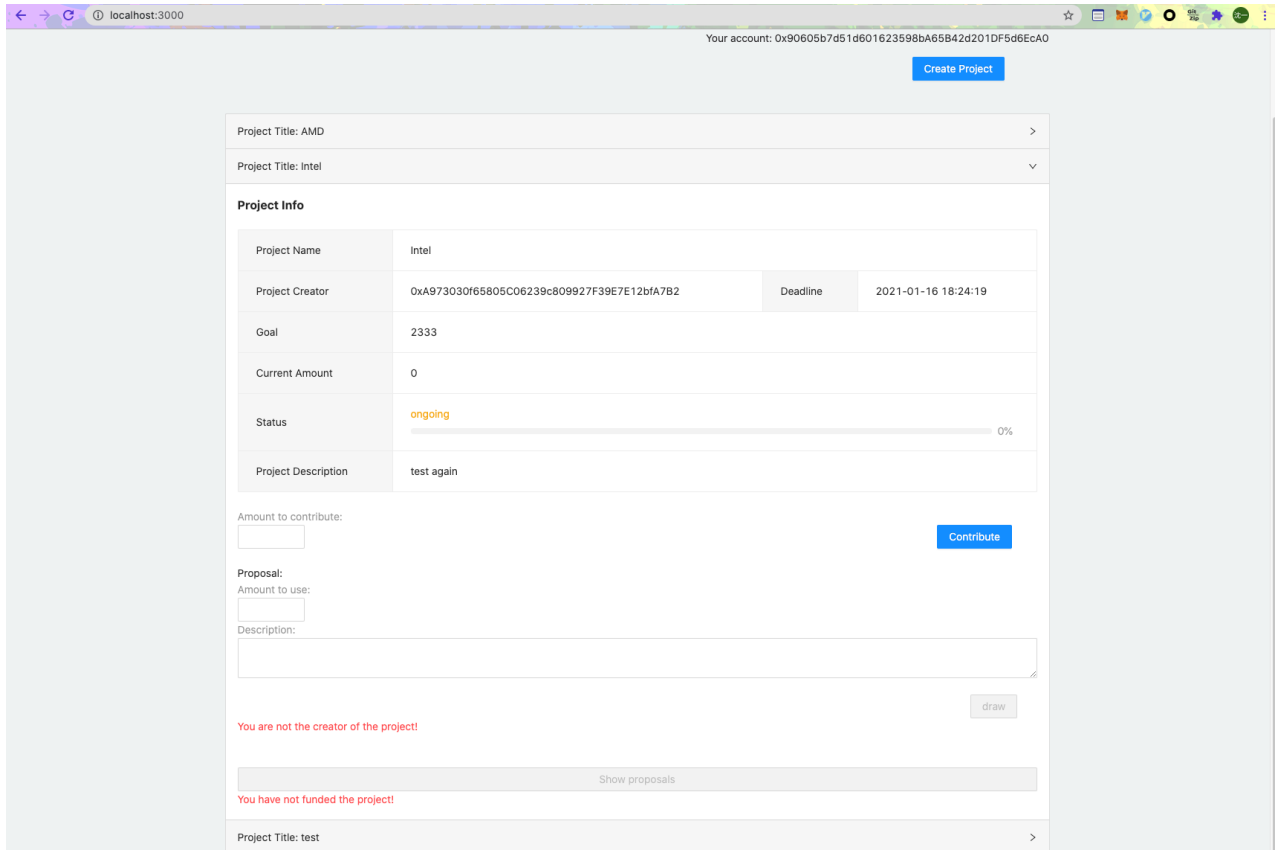 localhost:3000
Your account: 0x90605b7d51d601623598bA65B42d201DF5d6EcA0
Create Project
Project Title: AMD
Project Title: Intel
Project Info
Project Name Intel
Project Creator 0xA973030f65805C06239c809927F39E7E12bfA7B2 Deadline 2021-01-16 18:24:19
Goal 2333
Current Amount 0
Status ongoing
0%
Project Description test again
Amount to contribute:
Contribute
Proposal:
Amount to use:
Description:
draw
You are not the creator of the project!
Show proposals
You have not funded the project!
Project Title: test